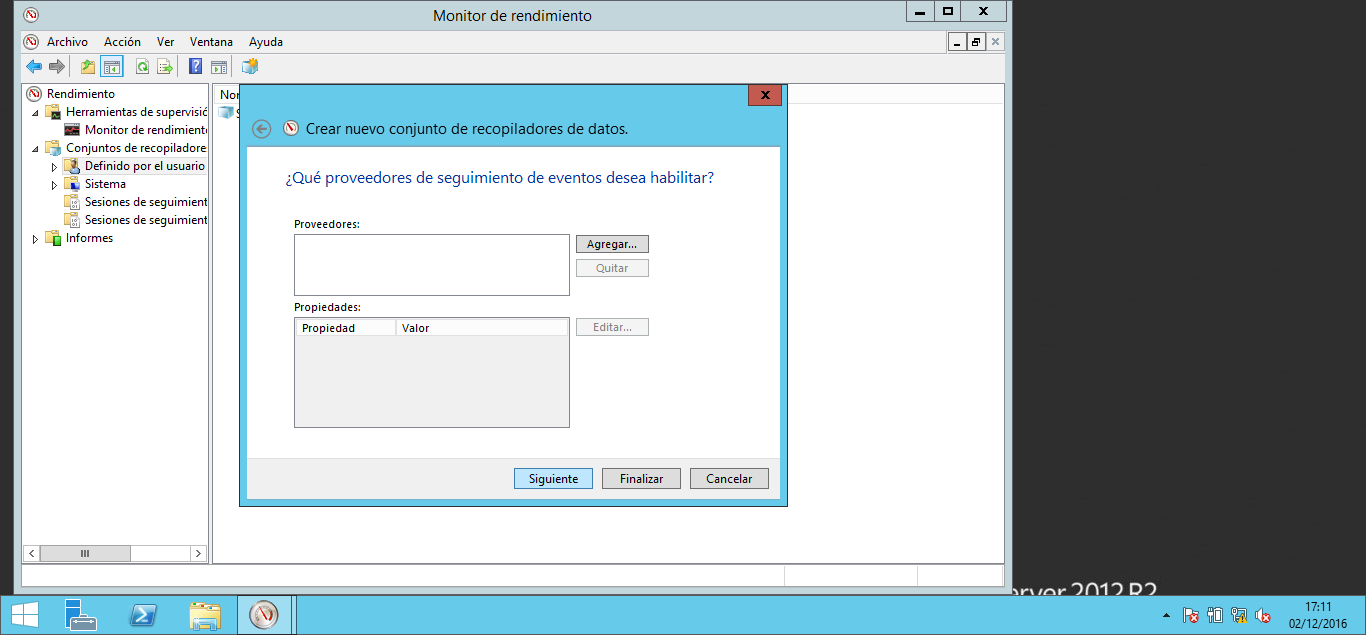 Monitor de rendimiento
Archivo Acción Ver Ventana Ayuda
Rendimiento
Herramientas de supervisió
Monitor de rendimient
Conjuntos de recopiladore
Definido por el usuario
Sistema
Sesiones de seguimient
Sesiones de seguimient
Informes
Crear nuevo conjunto de recopiladores de datos.
¿Qué proveedores de seguimiento de eventos desea habilitar?
Proveedores:
Agregar...
Quitar
Propiedades:
Propiedad Valor
Editar...
Siguiente Finalizar Cancelar
erver 2012 R2
17:11
02/12/2016